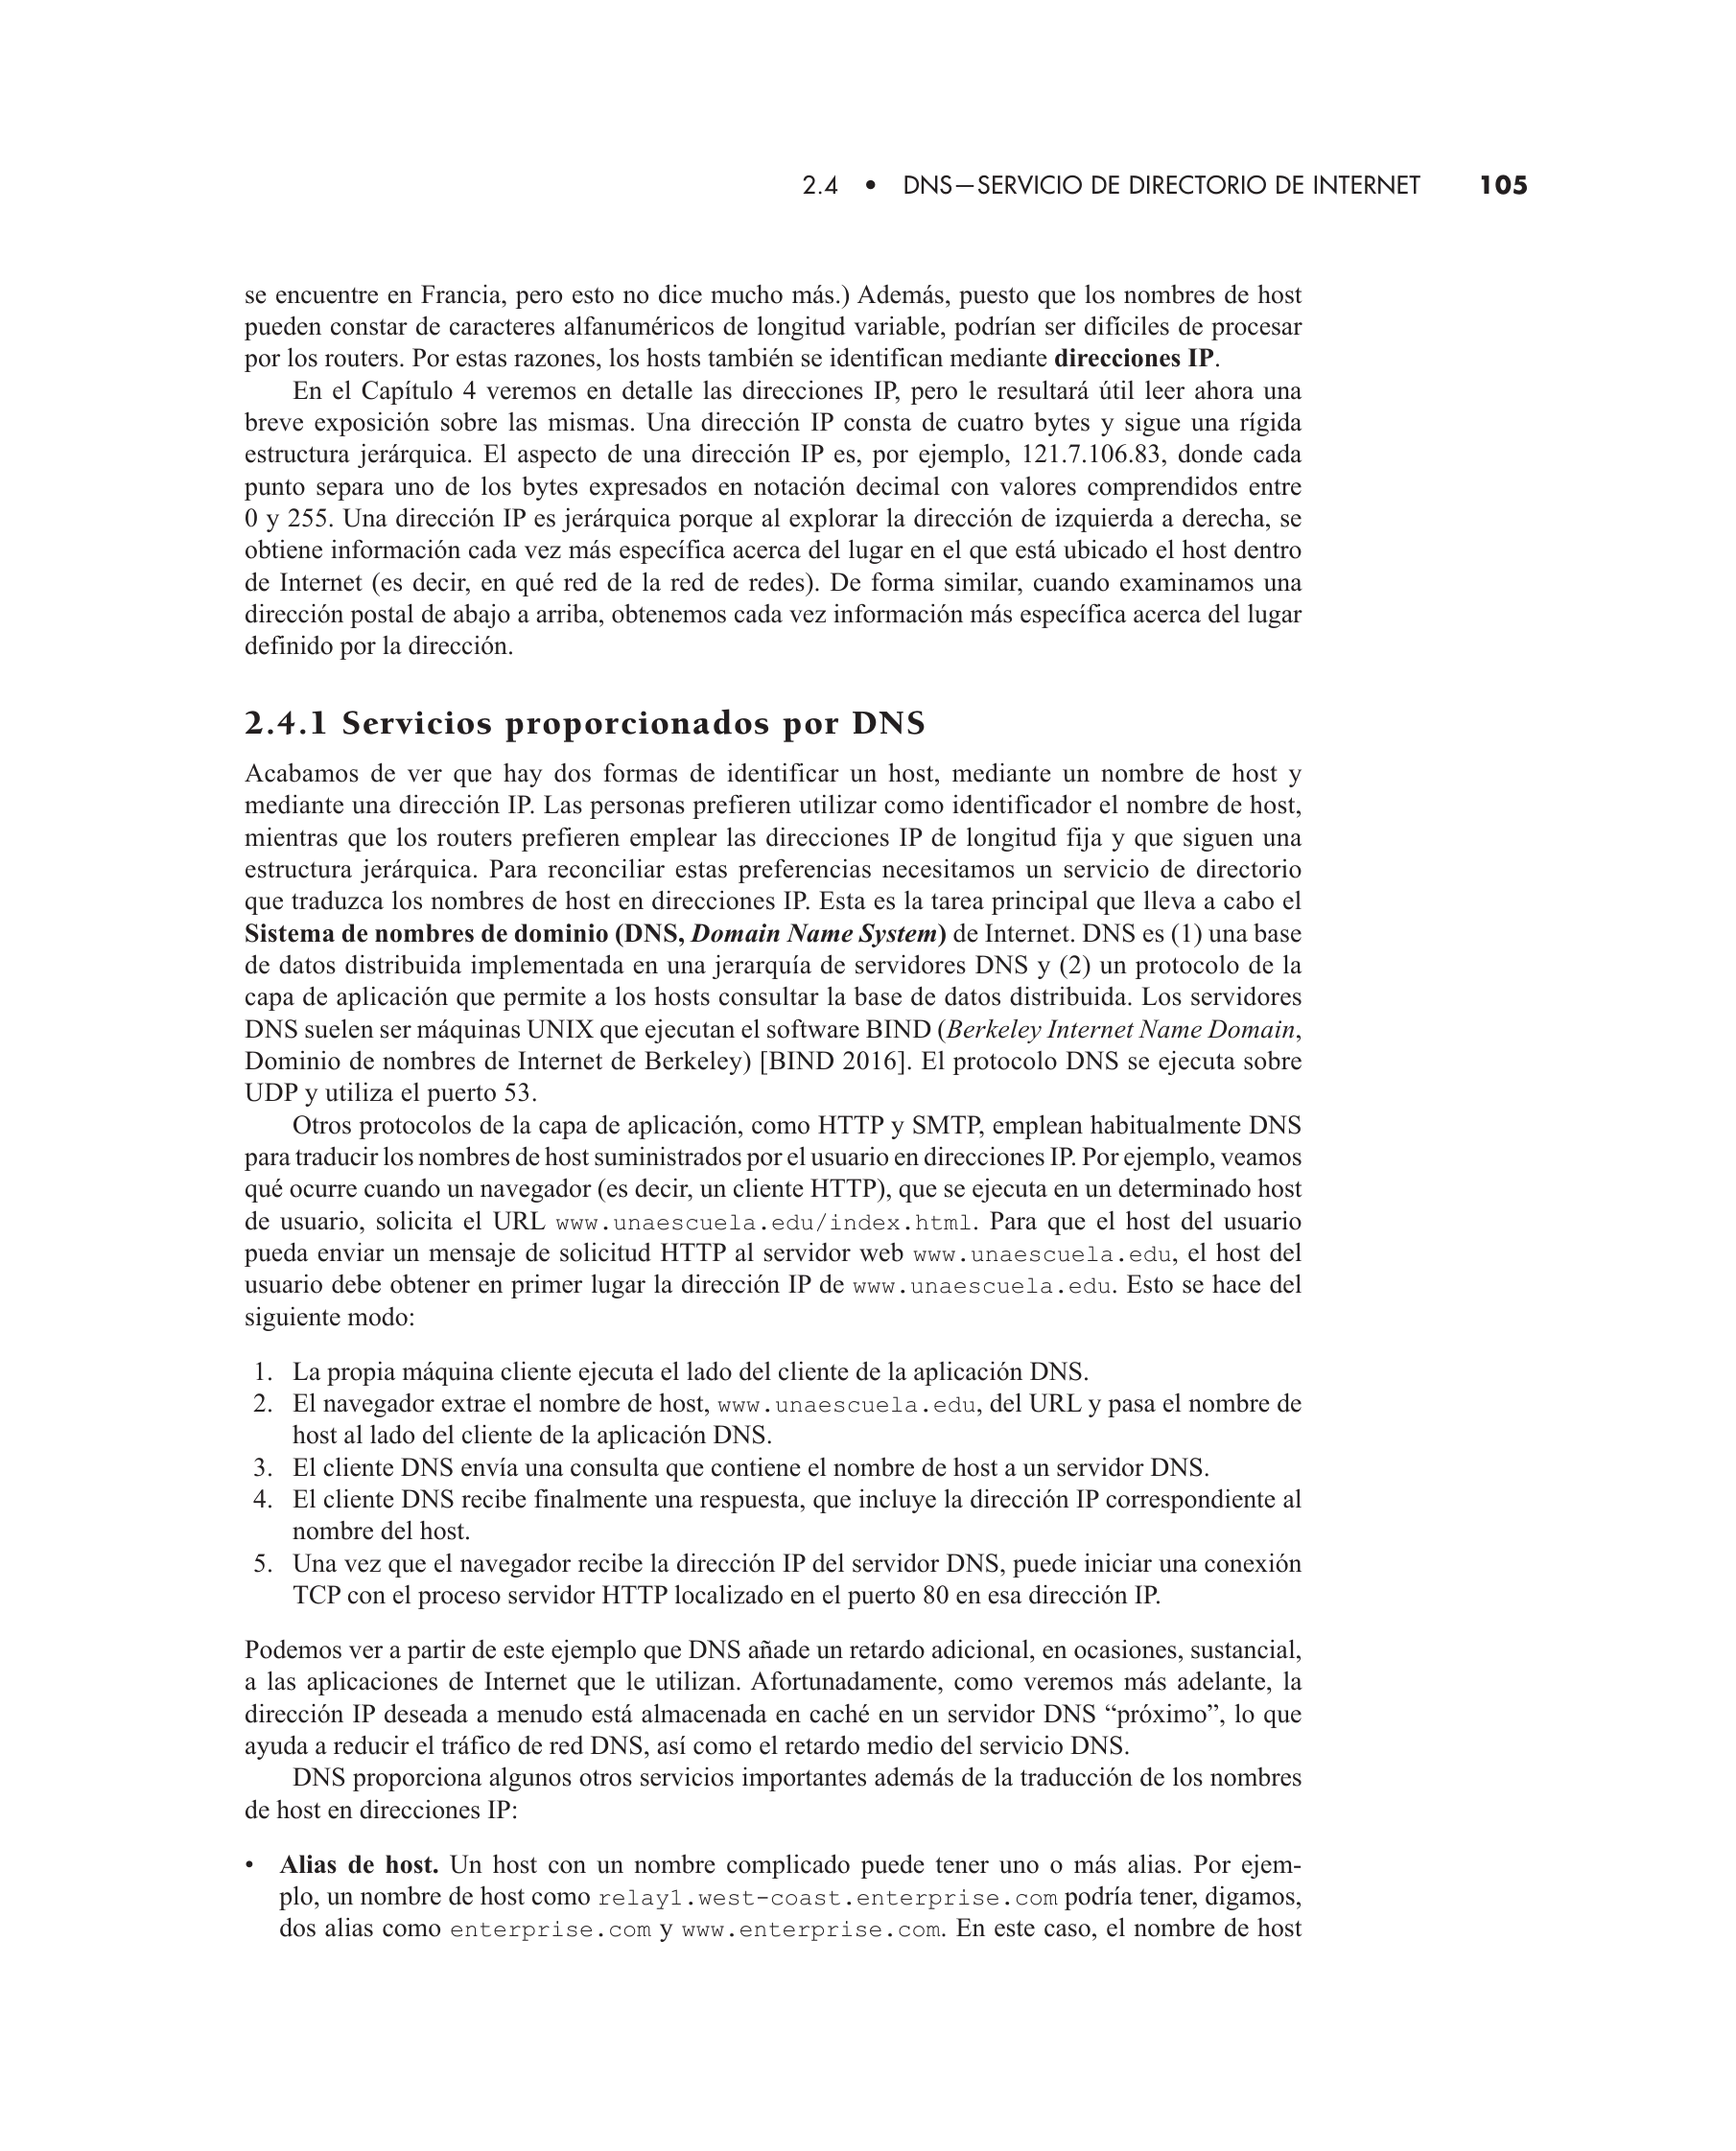 2.4 • DNS—SERVICIO DE DIRECTORIO DE INTERNET 105
se encuentre en Francia, pero esto no dice mucho más.) Además, puesto que los nombres de host
pueden constar de caracteres alfanuméricos de longitud variable, podrían ser difíciles de procesar
por los routers. Por estas razones, los hosts también se identifican mediante direcciones IP.
En el Capítulo 4 veremos en detalle las direcciones IP, pero le resultará útil leer ahora una
breve exposición sobre las mismas. Una dirección IP consta de cuatro bytes y sigue una rígida
estructura jerárquica. El aspecto de una dirección IP es, por ejemplo, 121.7.106.83, donde cada
punto separa uno de los bytes expresados en notación decimal con valores comprendidos entre
0 y 255. Una dirección IP es jerárquica porque al explorar la dirección de izquierda a derecha, se
obtiene información cada vez más específica acerca del lugar en el que está ubicado el host dentro
de Internet (es decir, en qué red de la red de redes). De forma similar, cuando examinamos una
dirección postal de abajo a arriba, obtenemos cada vez información más específica acerca del lugar
definido por la dirección.
2.4.1 Servicios proporcionados por DNS
Acabamos de ver que hay dos formas de identificar un host, mediante un nombre de host y
mediante una dirección IP. Las personas prefieren utilizar como identificador el nombre de host,
mientras que los routers prefieren emplear las direcciones IP de longitud fija y que siguen una
estructura jerárquica. Para reconciliar estas preferencias necesitamos un servicio de directorio
que traduzca los nombres de host en direcciones IP. Esta es la tarea principal que lleva a cabo el
Sistema de nombres de dominio (DNS, Domain Name System) de Internet. DNS es (1) una base
de datos distribuida implementada en una jerarquía de servidores DNS y (2) un protocolo de la
capa de aplicación que permite a los hosts consultar la base de datos distribuida. Los servidores
DNS suelen ser máquinas UNIX que ejecutan el software BIND (Berkeley Internet Name Domain,
Dominio de nombres de Internet de Berkeley) [BIND 2016]. El protocolo DNS se ejecuta sobre
UDP y utiliza el puerto 53.
Otros protocolos de la capa de aplicación, como HTTP y SMTP, emplean habitualmente DNS
para traducir los nombres de host suministrados por el usuario en direcciones IP. Por ejemplo, veamos
qué ocurre cuando un navegador (es decir, un cliente HTTP), que se ejecuta en un determinado host
de usuario, solicita el URL www.unaescuela.edu/index.html. Para que el host del usuario
pueda enviar un mensaje de solicitud HTTP al servidor web www.unaescuela.edu, el host del
usuario debe obtener en primer lugar la dirección IP de www.unaescuela.edu. Esto se hace del
siguiente modo:
1. La propia máquina cliente ejecuta el lado del cliente de la aplicación DNS.
2. El navegador extrae el nombre de host, www.unaescuela.edu, del URL y pasa el nombre de
host al lado del cliente de la aplicación DNS.
3. El cliente DNS envía una consulta que contiene el nombre de host a un servidor DNS.
4. El cliente DNS recibe finalmente una respuesta, que incluye la dirección IP correspondiente al
nombre del host.
5. Una vez que el navegador recibe la dirección IP del servidor DNS, puede iniciar una conexión
TCP con el proceso servidor HTTP localizado en el puerto 80 en esa dirección IP.
Podemos ver a partir de este ejemplo que DNS añade un retardo adicional, en ocasiones, sustancial,
a las aplicaciones de Internet que le utilizan. Afortunadamente, como veremos más adelante, la
dirección IP deseada a menudo está almacenada en caché en un servidor DNS “próximo”, lo que
ayuda a reducir el tráfico de red DNS, así como el retardo medio del servicio DNS.
DNS proporciona algunos otros servicios importantes además de la traducción de los nombres
de host en direcciones IP:
• Alias de host. Un host con un nombre complicado puede tener uno o más alias. Por ejem-
plo, un nombre de host como relay1.west-coast.enterprise.com podría tener, digamos,
dos alias como enterprise.com y www.enterprise.com. En este caso, el nombre de host